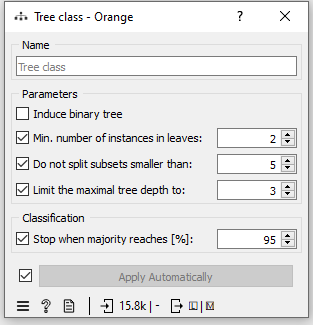 Tree class - Orange
Name
Tree class
Parameters
Induce binary tree
Min. number of instances in leaves: 2
Do not split subsets smaller than: 5
Limit the maximal tree depth to: 3
Classification
Stop when majority reaches [%]: 95
Apply Automatically
? 15.8k | - L | M